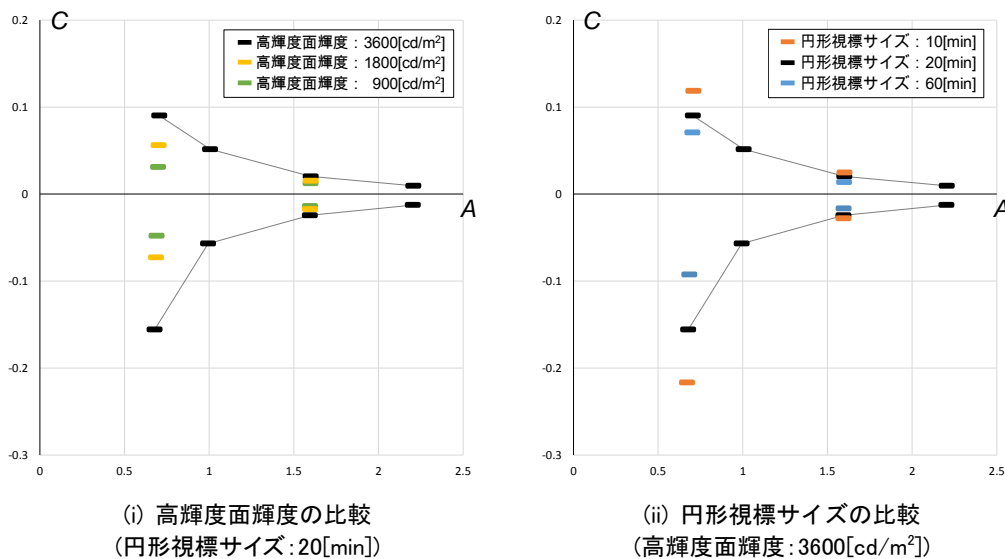 C
0.2
0.1
0
-0.1
-0.2
-0.3
高輝度面輝度：3600[cd/m²]
高輝度面輝度：1800[cd/m²]
高輝度面輝度： 900[cd/m²]
A
0 0.5 1 1.5 2 2.5
(i) 高輝度面輝度の比較
(円形視標サイズ:20[min])
C
0.2
0.1
0
-0.1
-0.2
-0.3
円形視標サイズ：10[min]
円形視標サイズ：20[min]
円形視標サイズ：60[min]
A
0 0.5 1 1.5 2 2.5
(ii) 円形視標サイズの比較
(高輝度面輝度:3600[cd/m²])